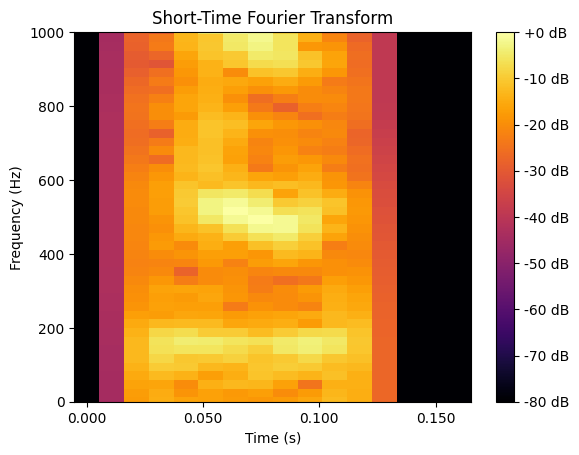 Short-Time Fourier Transform
1000
800
600
400
200
0
Frequency (Hz)
0.000
0.050
0.100
0.150
Time (s)
+0 dB
-10 dB
-20 dB
-30 dB
-40 dB
-50 dB
-60 dB
-70 dB
-80 dB